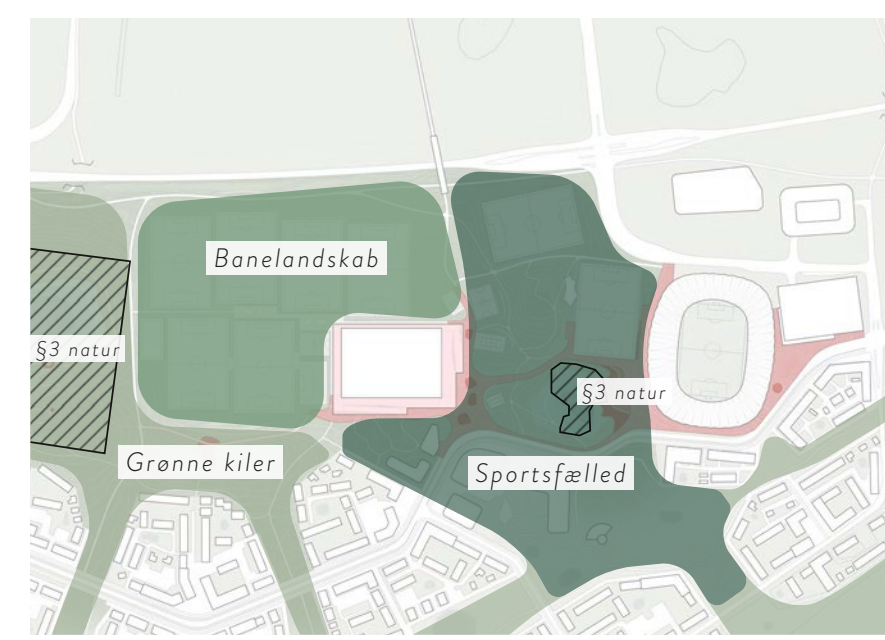 Banelandskab
§3 natur
§3 natur
Grønne kiler
Sportsfælled